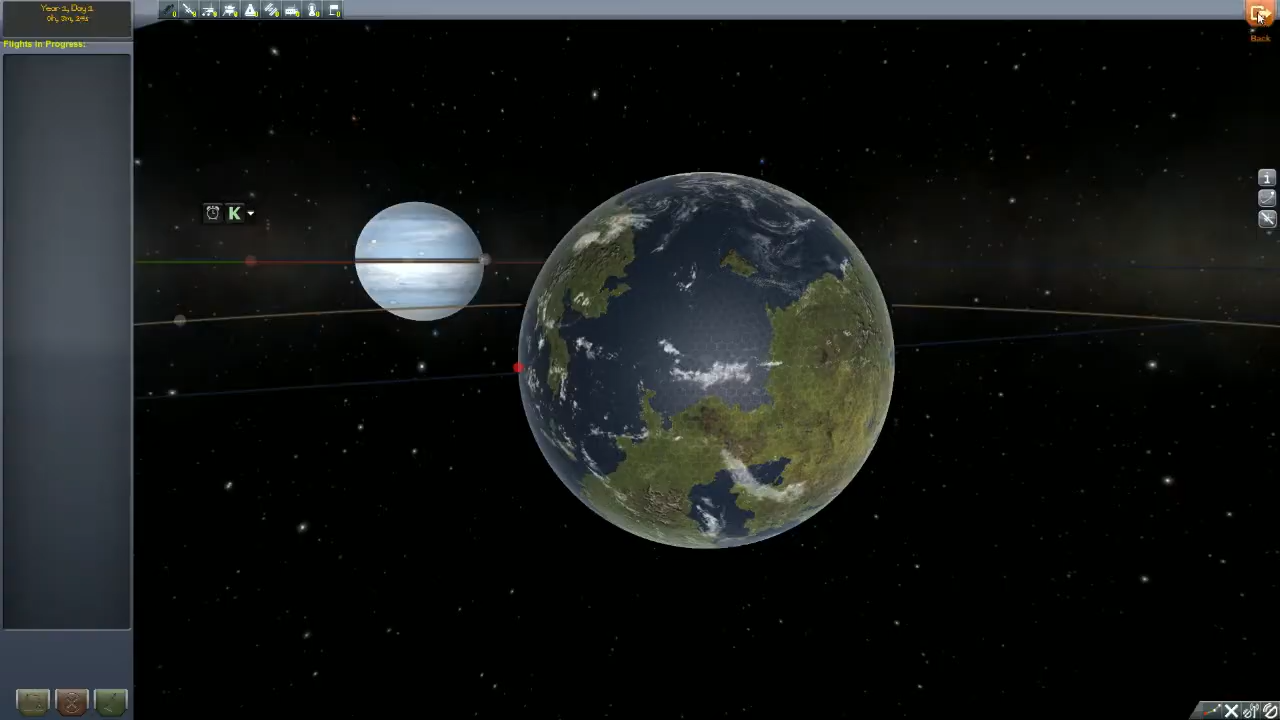 Year 1, Day 1
0h, 3m, 24s
Back
Flights In Progress:
K